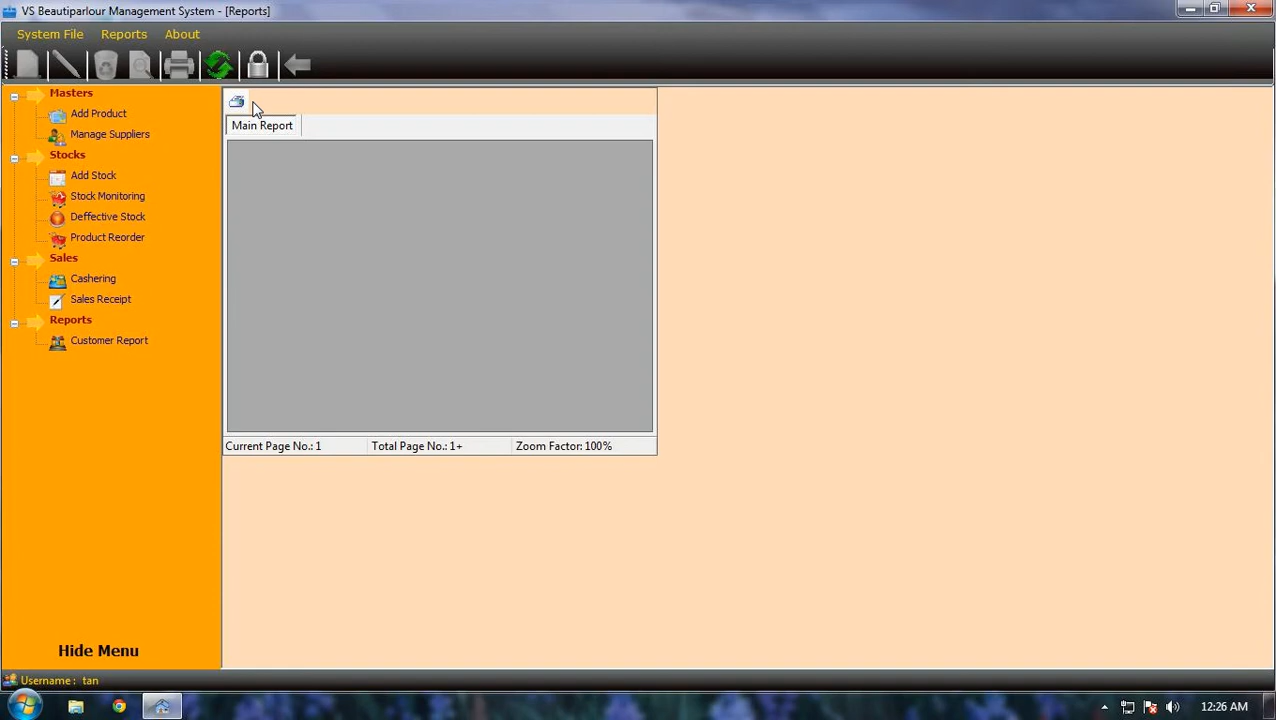 VS Beautiparlour Management System - [Reports]
System File Reports About
Masters
Add Product
Manage Suppliers
Stocks
Add Stock
Stock Monitoring
Deffective Stock
Product Reorder
Sales
Cashering
Sales Receipt
Reports
Customer Report
Hide Menu
Main Report
Current Page No.: 1 Total Page No.: 1+ Zoom Factor: 100%
Username : tan
12:26 AM